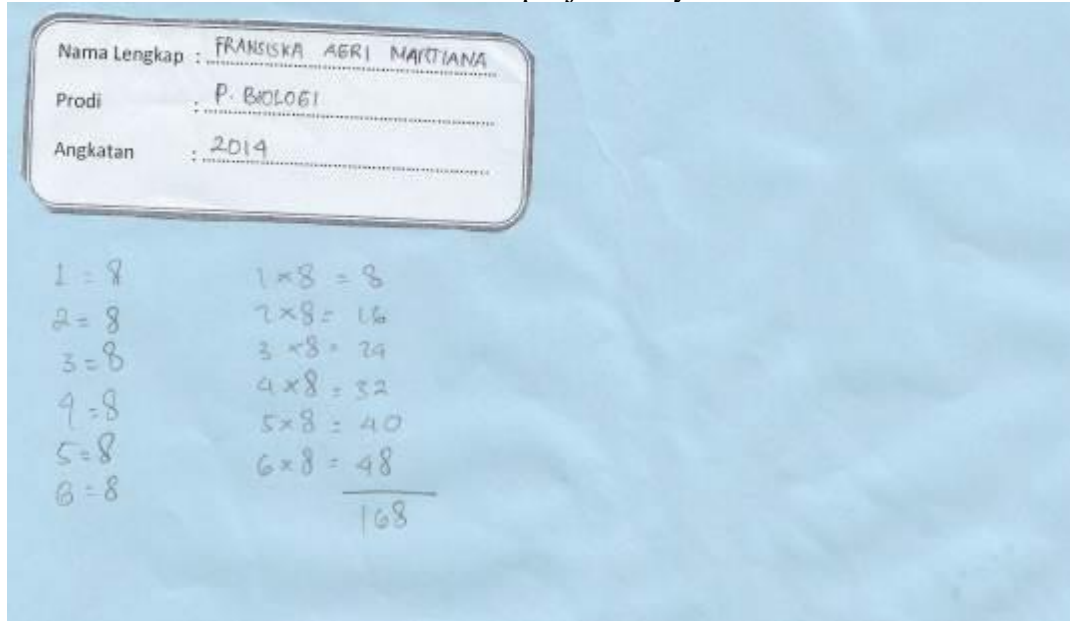 Nama Lengkap : FRANSISKA AGRI MARTIANA
Prodi : P. BIOLOGI
Angkatan : 2014
1 = 8
2 = 8
3 = 8
4 = 8
5 = 8
6 = 8
1 × 8 = 8
2 × 8 = 16
3 × 8 = 24
4 × 8 = 32
5 × 8 = 40
6 × 8 = 48
168